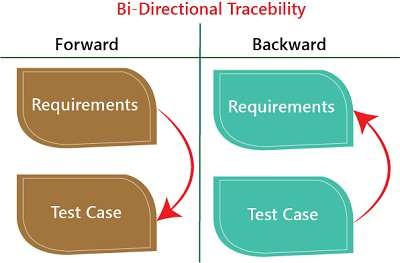 Bi-Directional Tracebility
Forward
Backward
Requirements
Requirements
Test Case
Test Case